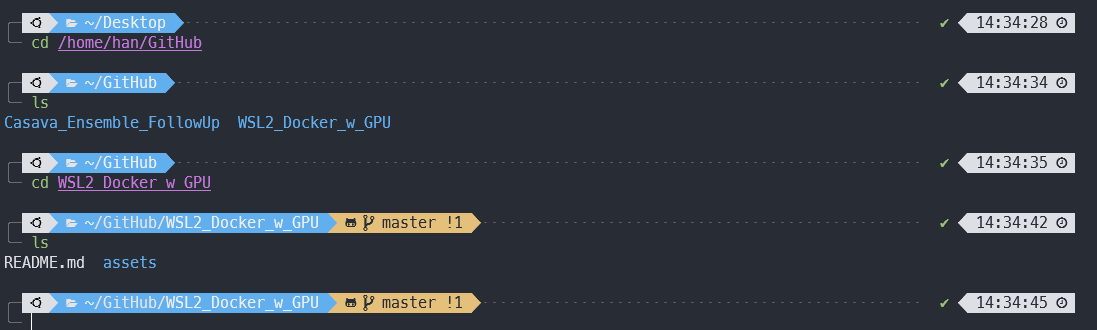 ~/Desktop ✔ 14:34:28
cd /home/han/GitHub
~/GitHub ✔ 14:34:34
ls
Casava_Ensemble_FollowUp WSL2_Docker_w_GPU
~/GitHub ✔ 14:34:35
cd WSL2_Docker_w_GPU
~/GitHub/WSL2_Docker_w_GPU master !1 ✔ 14:34:42
ls
README.md assets
~/GitHub/WSL2_Docker_w_GPU master !1 ✔ 14:34:45